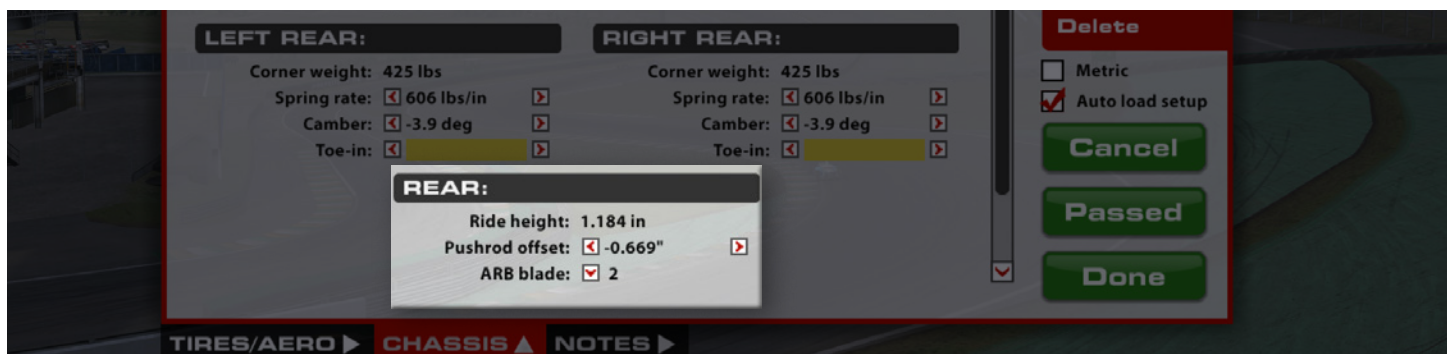 Delete
LEFT REAR: RIGHT REAR:
Corner weight: 425 lbs Corner weight: 425 lbs Metric
Spring rate: 606 lbs/in Spring rate: 606 lbs/in Auto load setup
Camber: -3.9 deg Camber: -3.9 deg
Toe-in: Toe-in: Cancel
REAR:
Ride height: 1.184 in Passed
Pushrod offset: -0.669"
ARB blade: 2 Done
TIRES/AERO CHASSIS NOTES